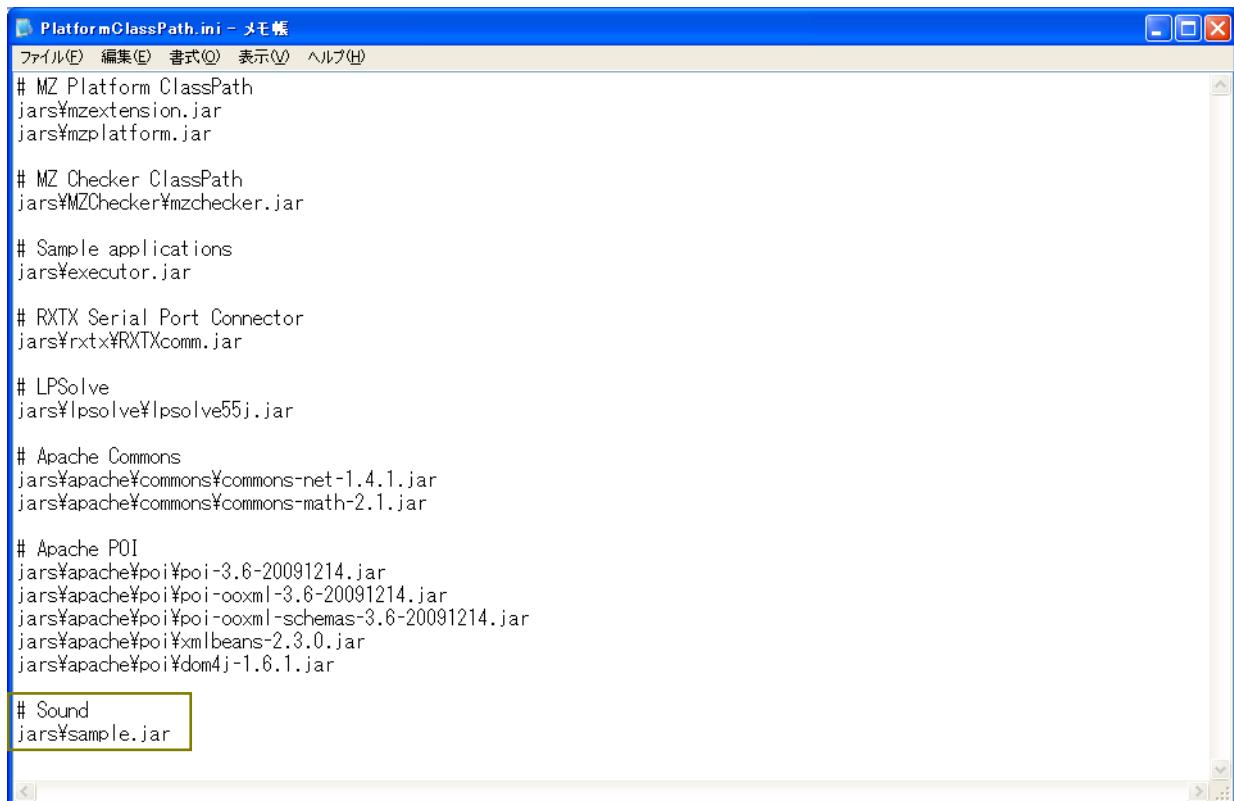 PlatformClassPath.ini - メモ帳
ファイル(F) 編集(E) 書式(O) 表示(V) ヘルプ(H)
# MZ Platform ClassPath
jars¥mzextension.jar
jars¥mzplatform.jar
# MZ Checker ClassPath
jars¥MZChecker¥mzchecker.jar
# Sample applications
jars¥executor.jar
# RXTX Serial Port Connector
jars¥rxtx¥RXTXcomm.jar
# LPSolve
jars¥lpsolve¥lpsolve55j.jar
# Apache Commons
jars¥apache¥commons¥commons-net-1.4.1.jar
jars¥apache¥commons¥commons-math-2.1.jar
# Apache POI
jars¥apache¥poi¥poi-3.6-20091214.jar
jars¥apache¥poi¥poi-ooxml-3.6-20091214.jar
jars¥apache¥poi¥poi-ooxml-schemas-3.6-20091214.jar
jars¥apache¥poi¥xmlbeans-2.3.0.jar
jars¥apache¥poi¥dom4j-1.6.1.jar
# Sound
jars¥sample.jar